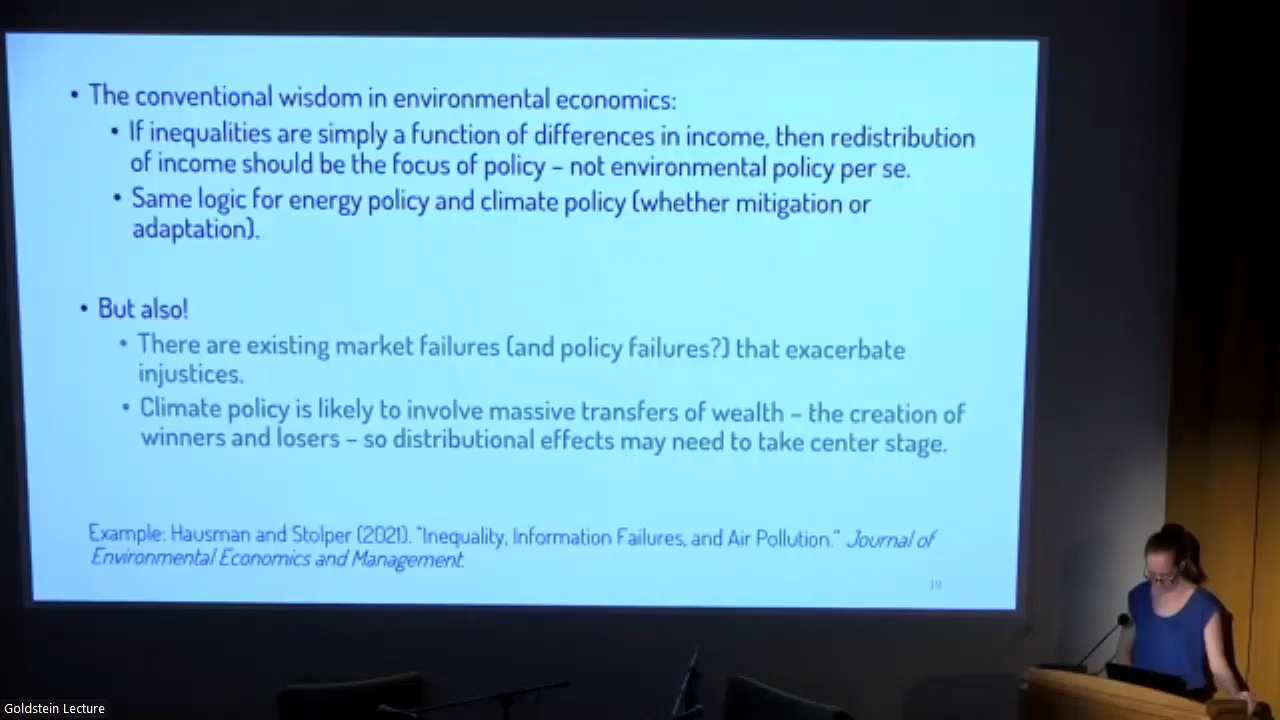 • The conventional wisdom in environmental economics:
• If inequalities are simply a function of differences in income, then redistribution
of income should be the focus of policy – not environmental policy per se.
• Same logic for energy policy and climate policy (whether mitigation or
adaptation).
• But also!
• There are existing market failures (and policy failures?) that exacerbate
injustices.
• Climate policy is likely to involve massive transfers of wealth – the creation of
winners and losers – so distributional effects may need to take center stage.
Example: Hausman and Stolper (2021). "Inequality, Information Failures, and Air Pollution." Journal of
Environmental Economics and Management.
19
Goldstein Lecture